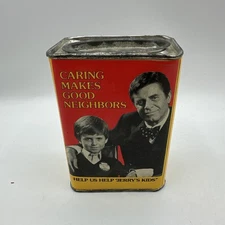 CARING
MAKES
GOOD
NEIGHBORS
HELP US HELP "JERRY'S KIDS"